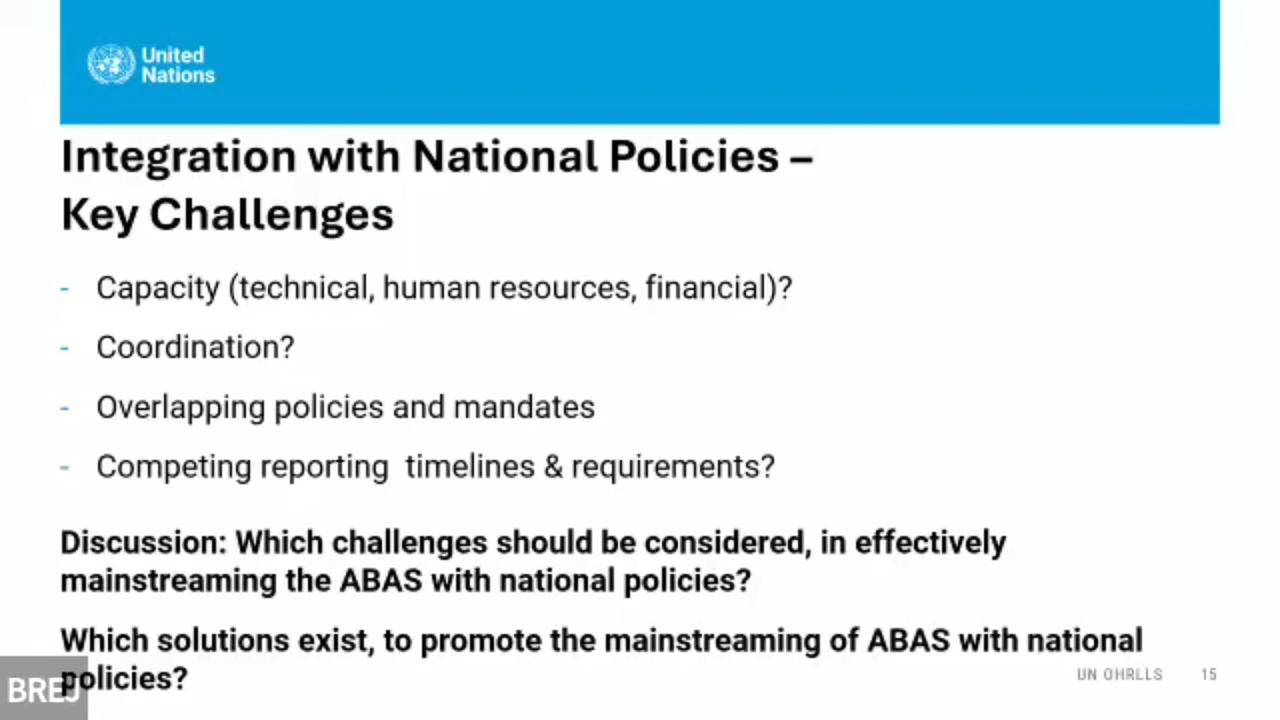 United
Nations
Integration with National Policies –
Key Challenges
- Capacity (technical, human resources, financial)?
- Coordination?
- Overlapping policies and mandates
- Competing reporting  timelines & requirements?
Discussion: Which challenges should be considered, in effectively
mainstreaming the ABAS with national policies?
Which solutions exist, to promote the mainstreaming of ABAS with national
policies?
UN OHRLLS 15
BREJ